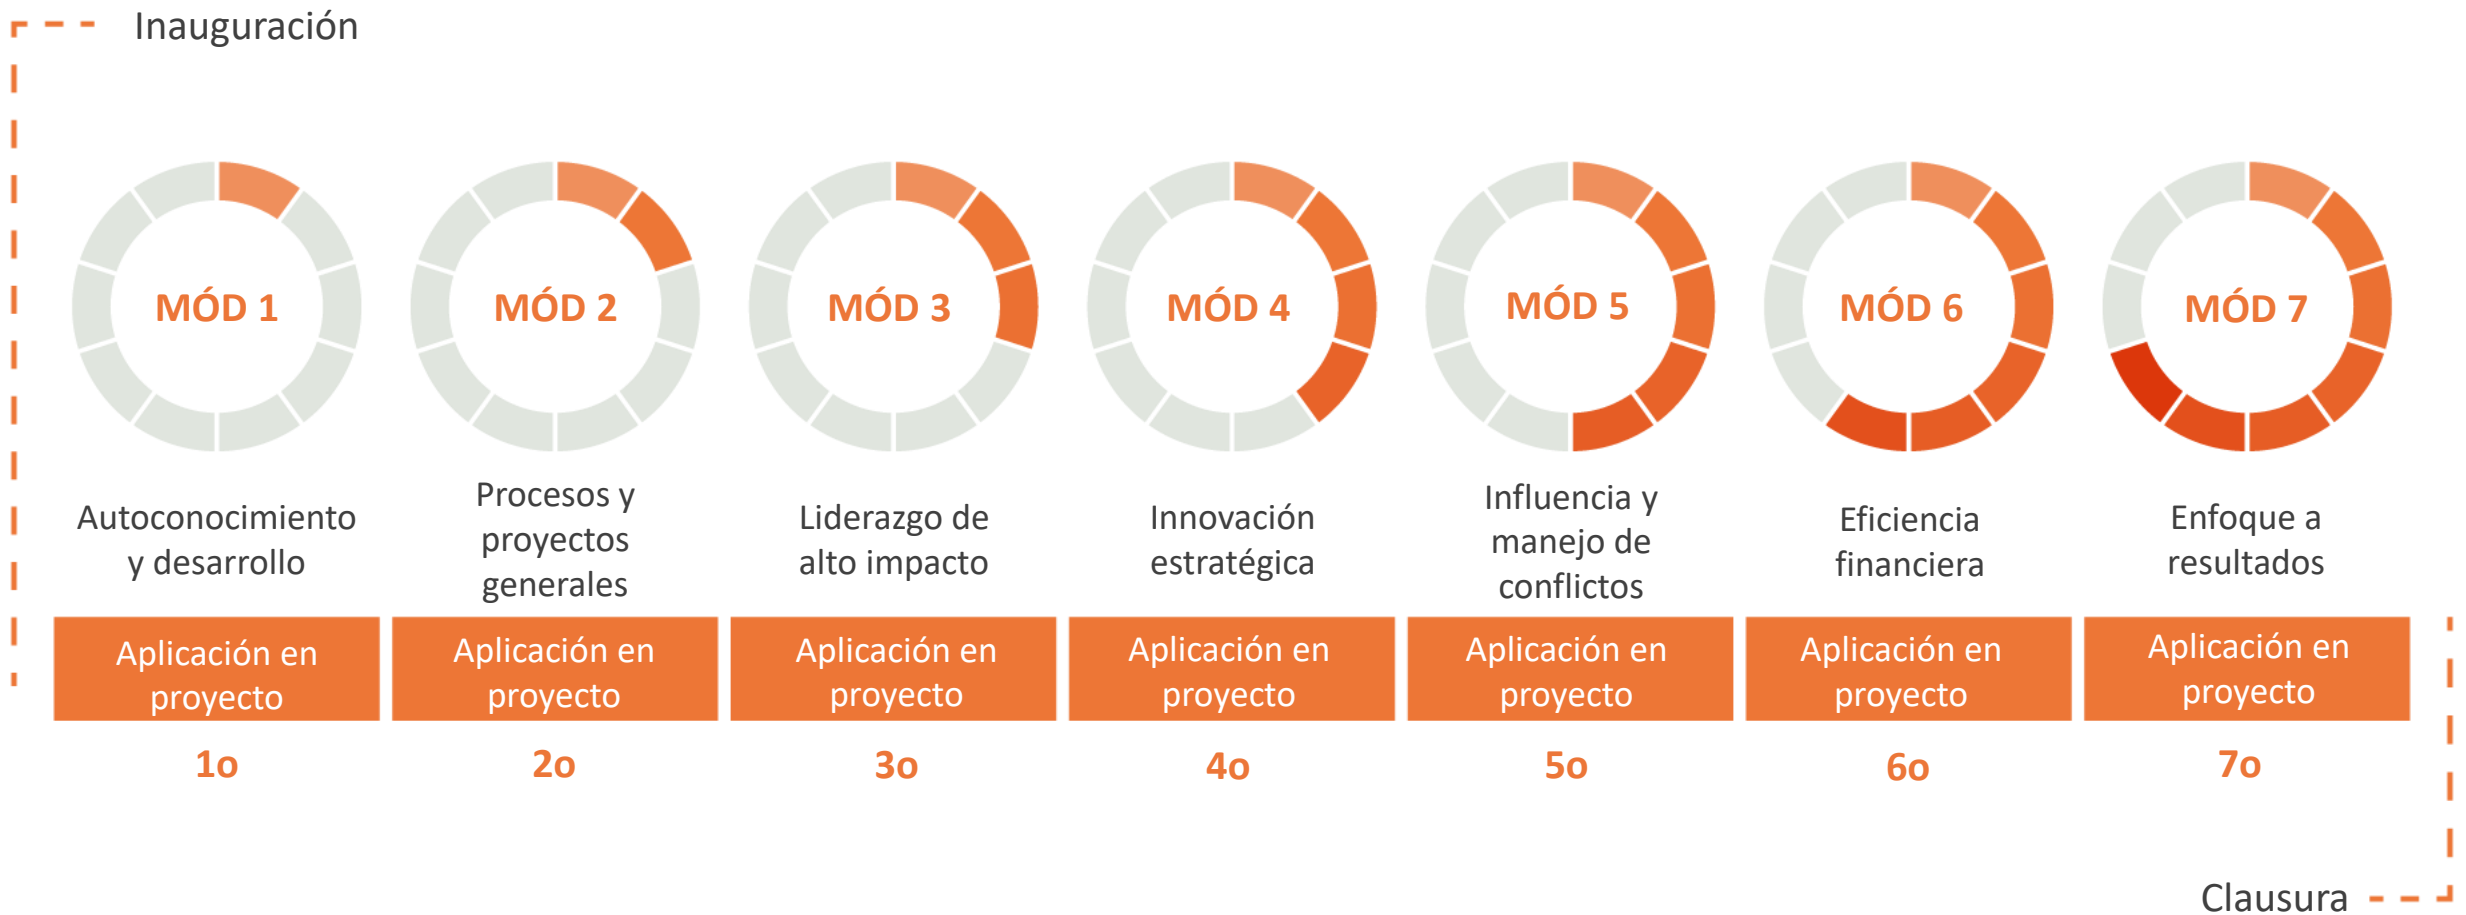 Inauguración
MÓD 1
MÓD 2
MÓD 3
MÓD 4
MÓD 5
MÓD 6
MÓD 7
Autoconocimiento
y desarrollo
Procesos y
proyectos
generales
Liderazgo de
alto impacto
Innovación
estratégica
Influencia y
manejo de
conflictos
Eficiencia
financiera
Enfoque a
resultados
Aplicación en
proyecto
Aplicación en
proyecto
Aplicación en
proyecto
Aplicación en
proyecto
Aplicación en
proyecto
Aplicación en
proyecto
Aplicación en
proyecto
1o
2o
3o
4o
5o
6o
7o
Clausura